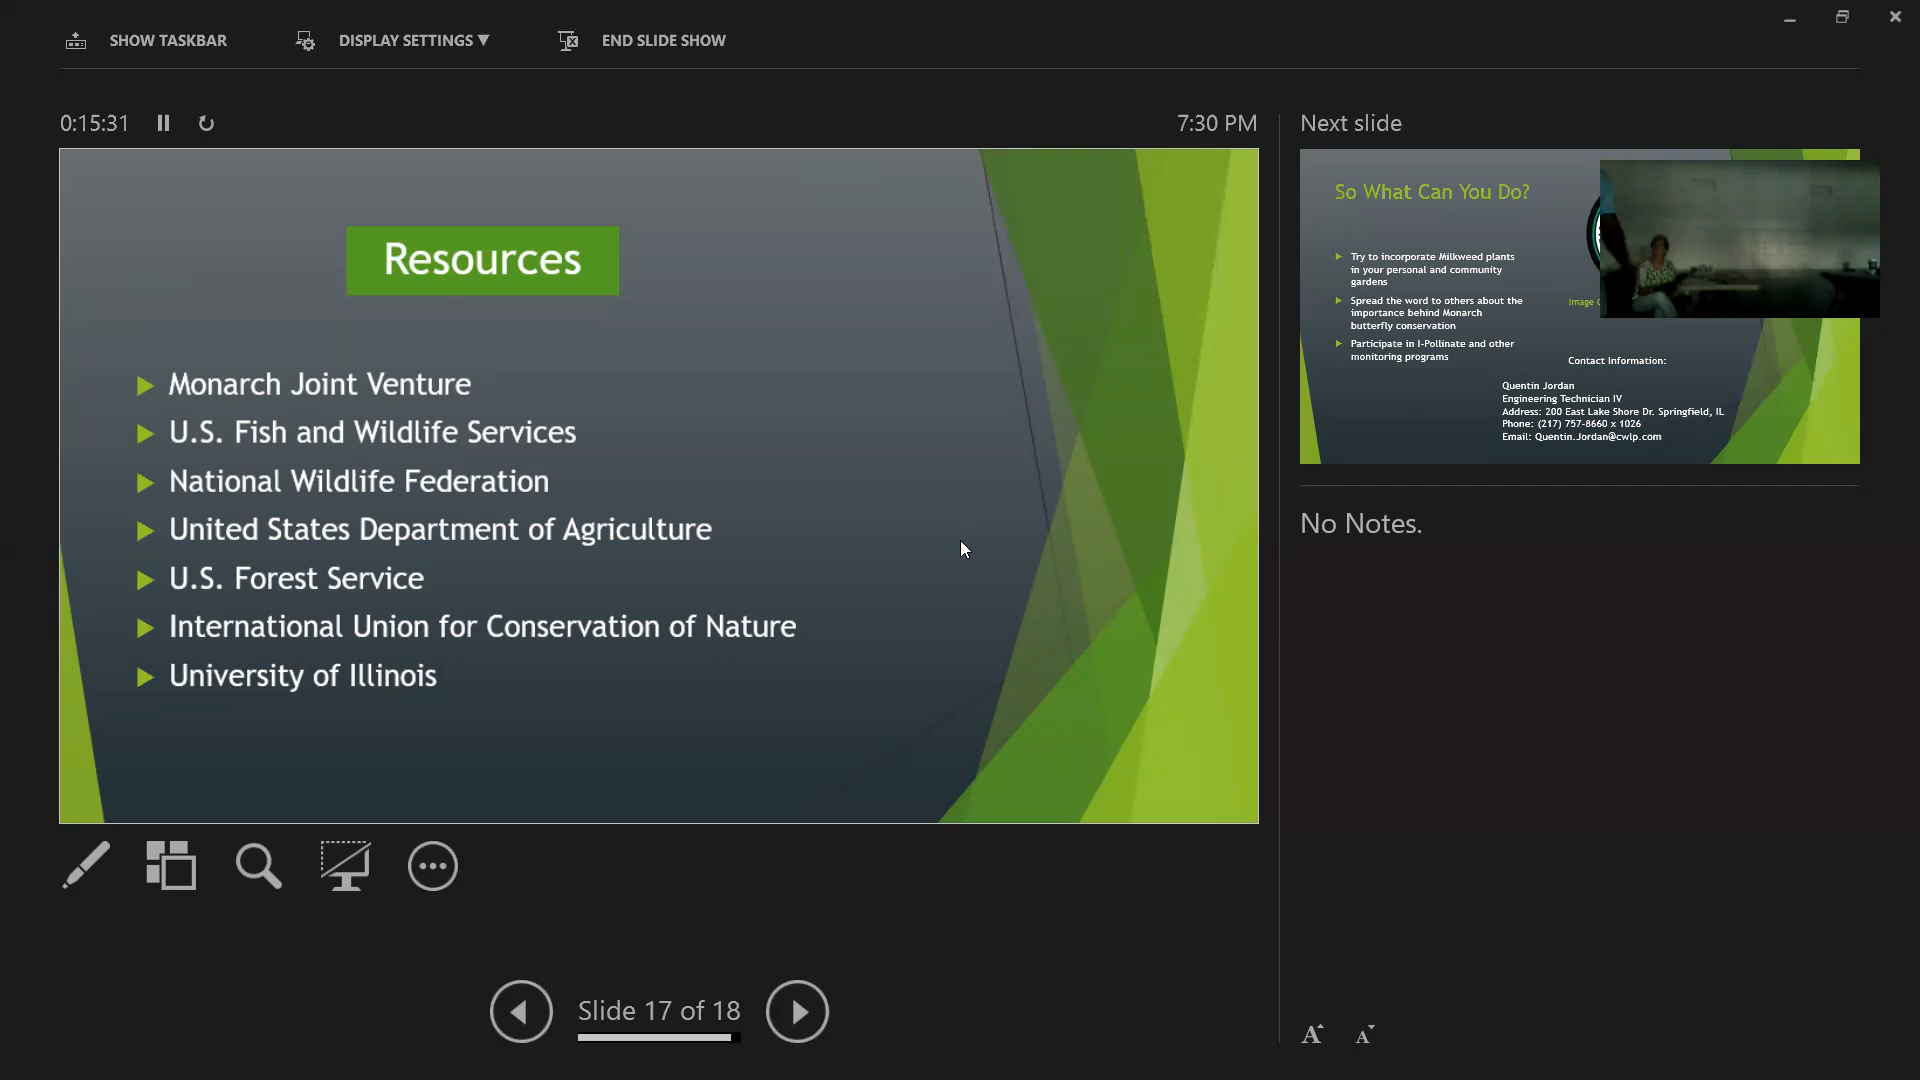 SHOW TASKBAR
DISPLAY SETTINGS ▼
END SLIDE SHOW
0:15:31
7:30 PM
Next slide
Resources
Monarch Joint Venture
U.S. Fish and Wildlife Services
National Wildlife Federation
United States Department of Agriculture
U.S. Forest Service
International Union for Conservation of Nature
University of Illinois
So What Can You Do?
Try to incorporate Milkweed plants
in your personal and community
gardens
Spread the word to others about the
importance behind Monarch
butterfly conservation
Participate in I-Pollinate and other
monitoring programs
Image
Contact Information:
Quentin Jordan
Engineering Technician IV
Address: 200 East Lake Shore Dr. Springfield, IL
Phone: (217) 757-8660 x 1026
Email: Quentin.Jordan@cwlp.com
No Notes.
Slide 17 of 18
A A